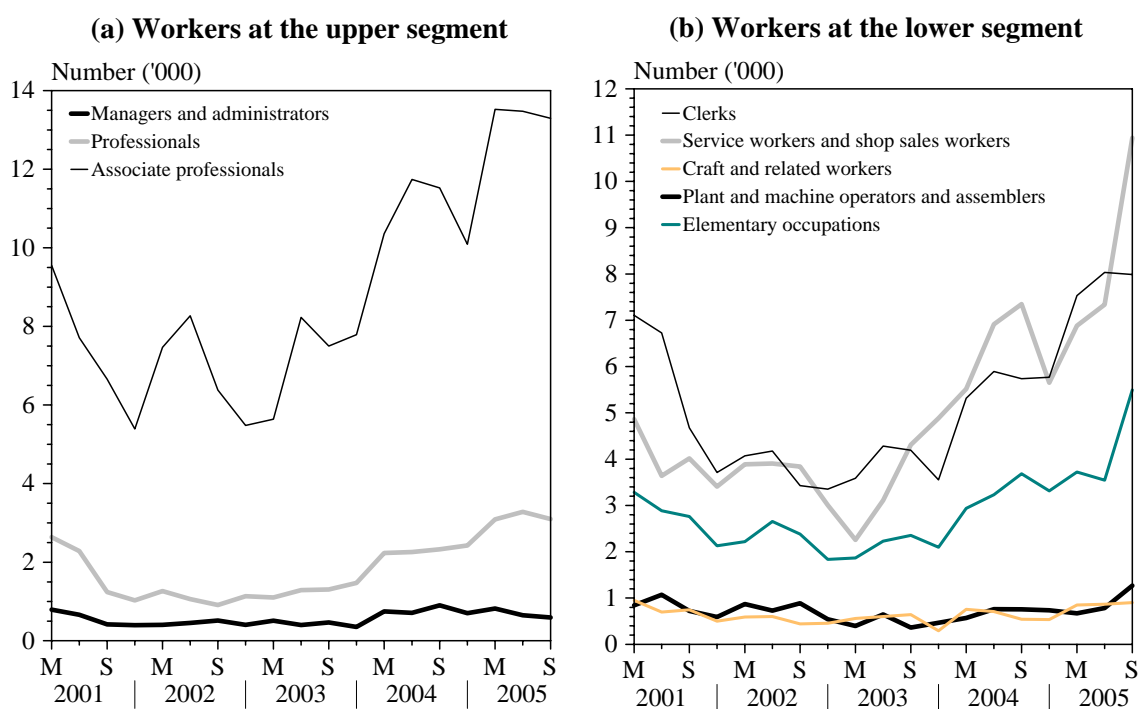 (a) Workers at the upper segment
Number ('000)
14
12
10
8
6
4
2
0
Managers and administrators
Professionals
Associate professionals
M S M S M S M S M S
2001 2002 2003 2004 2005
(b) Workers at the lower segment
Number ('000)
12
11
10
9
8
7
6
5
4
3
2
1
0
Clerks
Service workers and shop sales workers
Craft and related workers
Plant and machine operators and assemblers
Elementary occupations
M S M S M S M S M S
2001 2002 2003 2004 2005